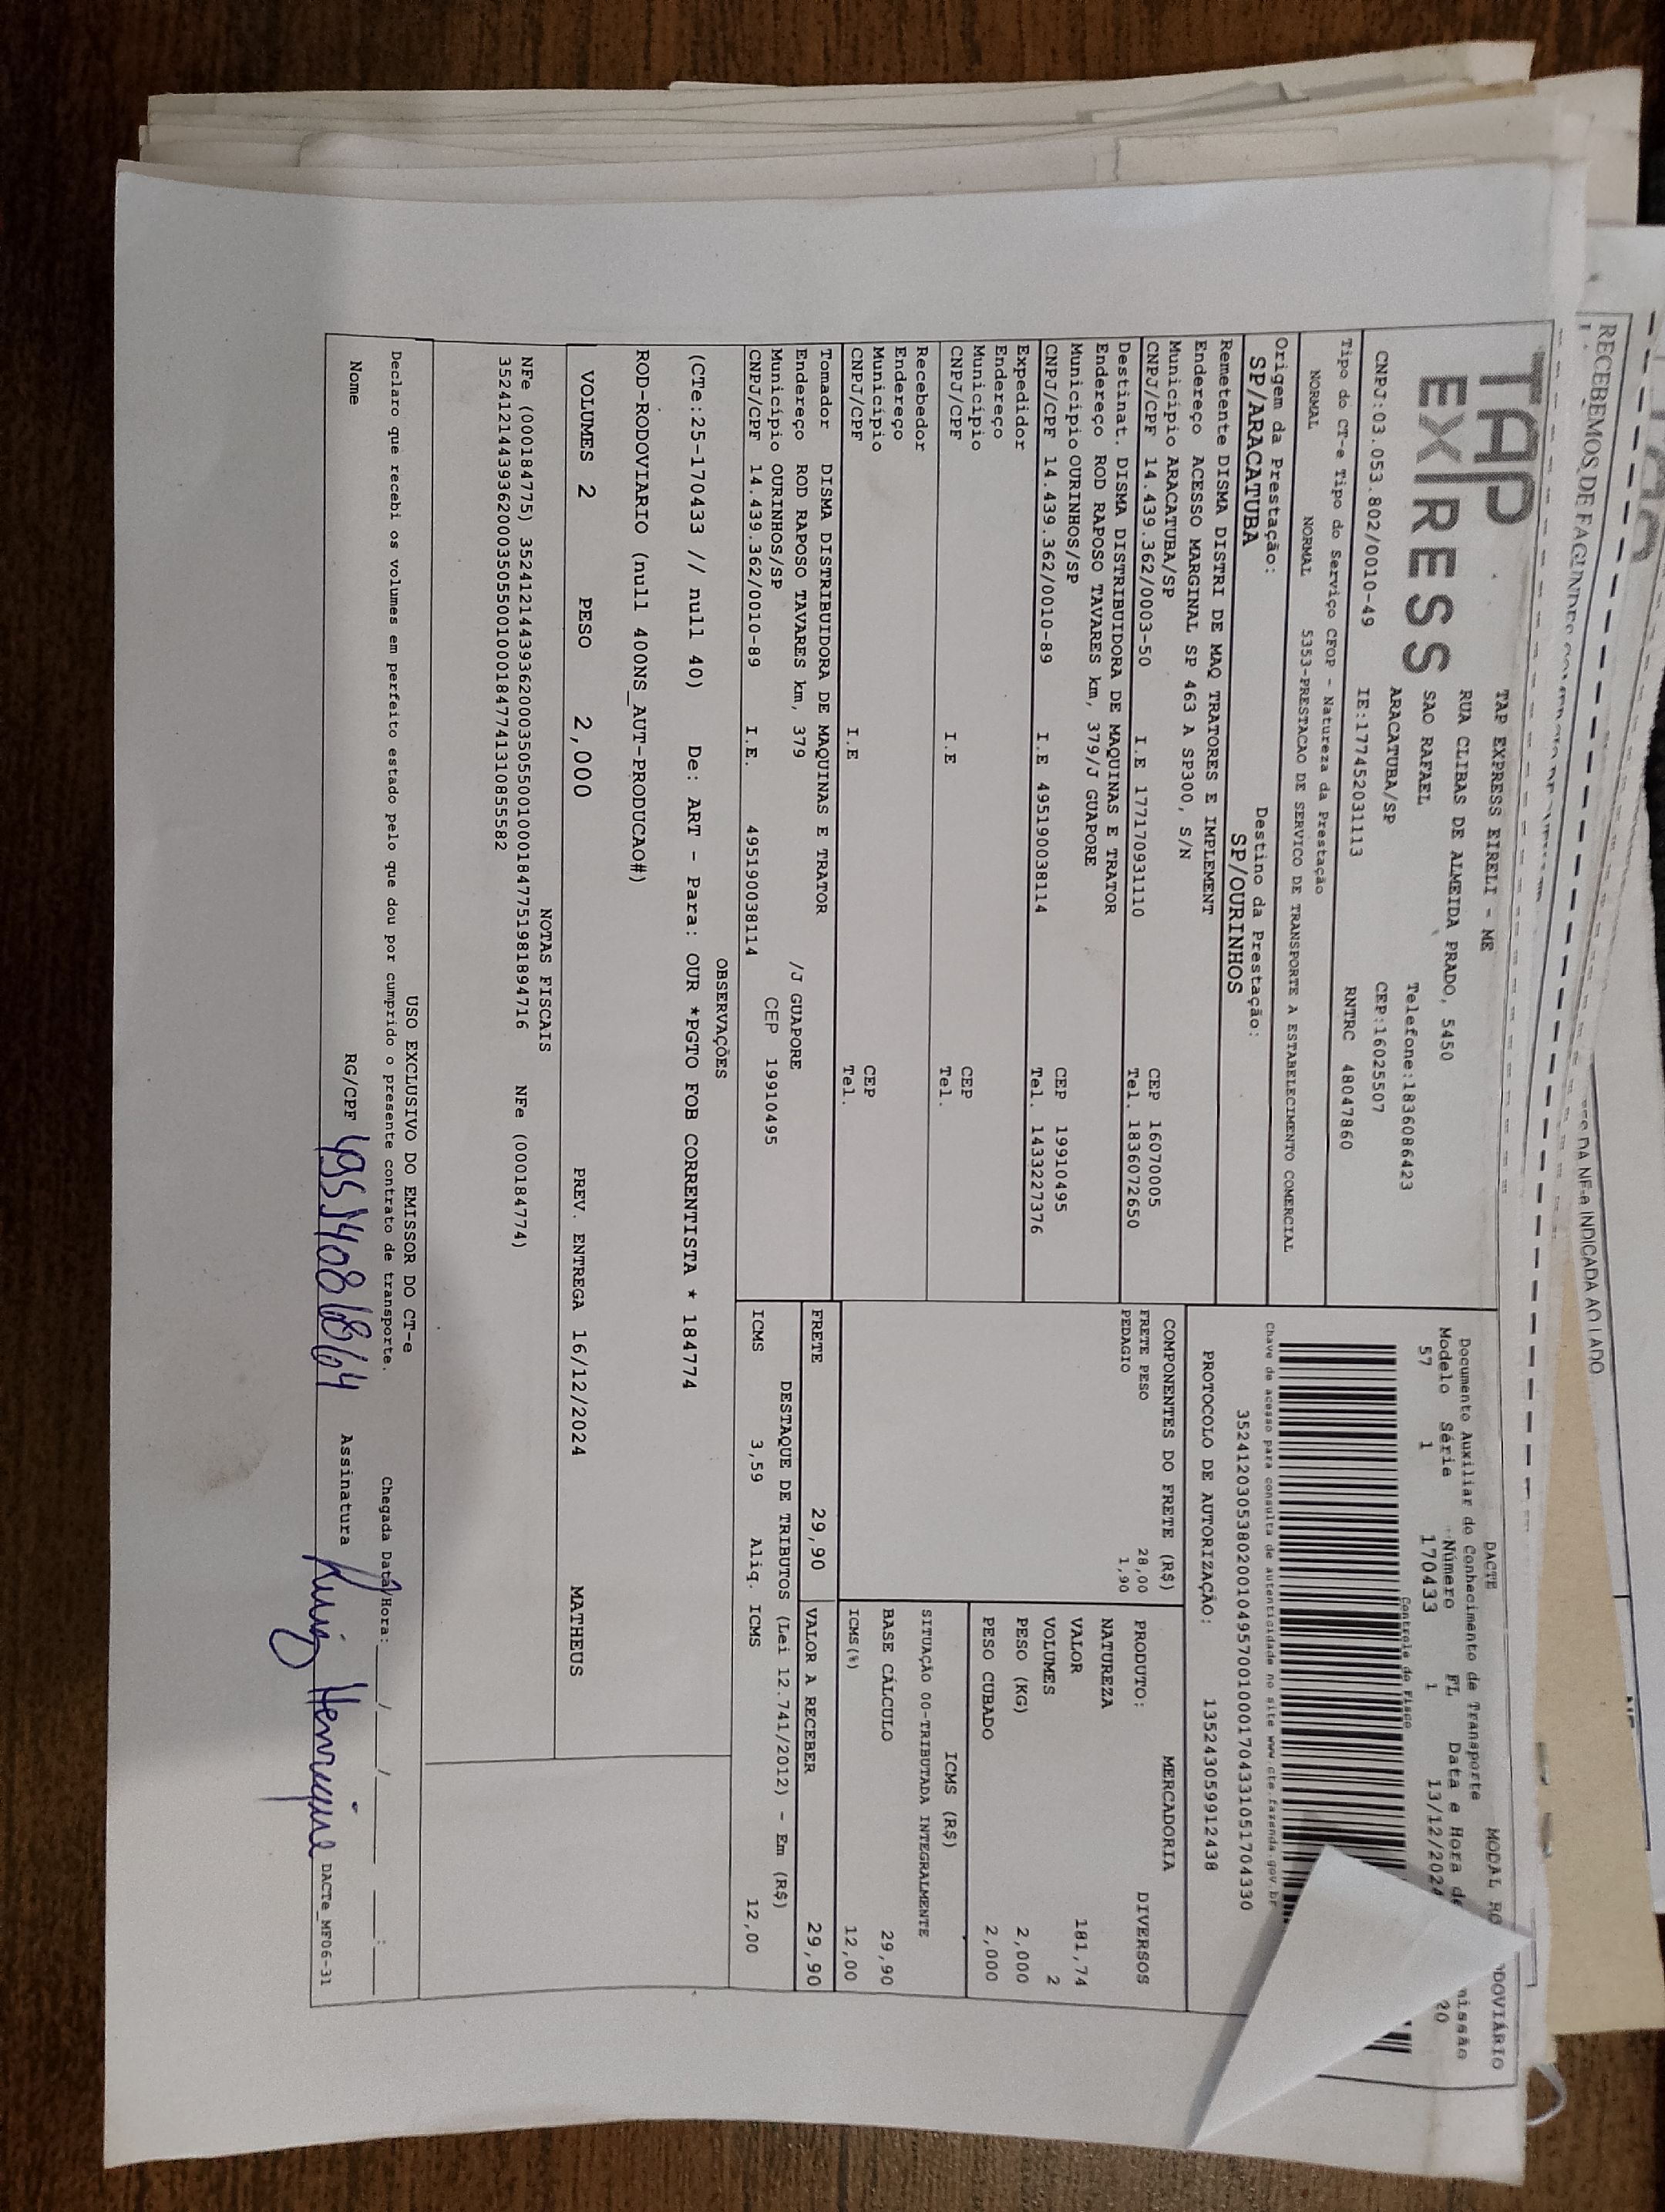 RECEBEMOS DE FAGUNDES
DA NF-e INDICADA AO LADO
TAP
EXPRESS
TAP EXPRESS EIRELI - ME
RUA CLIBAS DE ALMEIDA PRADO, 5450
SAO RAFAEL Telefone:1836086423
ARACATUBA/SP CEP:16025507
CNPJ:03.053.802/0010-49 IE:177452031113 RNTRC 48047860
DACTE MODAL RODOVIÁRIO
Documento Auxiliar do Conhecimento de Transporte
Modelo Série Número FL Data e Hora de
57 1 170433 1 13/12/2024
Controle do Fisco
Tipo do CT-e Tipo do Serviço CFOP - Natureza da Prestação
NORMAL NORMAL 5353-PRESTACAO DE SERVICO DE TRANSPORTE A ESTABELECIMENTO COMERCIAL
Chave de acesso para consulta de autenticidade no site www.cte.fazenda.gov.br
35241203053802001049570010001704331051704330
Origem da Prestação: Destino da Prestação:
SP/ARACATUBA SP/OURINHOS
PROTOCOLO DE AUTORIZAÇÃO: 135243059912438
Remetente DISMA DISTRI DE MAQ TRATORES E IMPLEMENT
Endereço ACESSO MARGINAL SP 463 A SP300, S/N
Município ARACATUBA/SP CEP 16070005
CNPJ/CPF 14.439.362/0003-50 I.E 177170931110 Tel. 1836072650
Destinat. DISMA DISTRIBUIDORA DE MAQUINAS E TRATOR
Endereço ROD RAPOSO TAVARES km, 379/J GUAPORE
Município OURINHOS/SP CEP 19910495
CNPJ/CPF 14.439.362/0010-89 I.E 495190038114 Tel. 1433227376
Expedidor
Endereço
Município CEP
CNPJ/CPF I.E Tel.
Recebedor
Endereço
Município CEP
CNPJ/CPF I.E Tel.
Tomador DISMA DISTRIBUIDORA DE MAQUINAS E TRATOR
Endereço ROD RAPOSO TAVARES km, 379 /J GUAPORE
Município OURINHOS/SP CEP 19910495
CNPJ/CPF 14.439.362/0010-89 I.E. 495190038114
COMPONENTES DO FRETE (R$)
FRETE PESO 28,00
PEDAGIO 1,90
MERCADORIA
PRODUTO: DIVERSOS
NATUREZA
VALOR 181,74
VOLUMES 2
PESO (KG) 2,000
PESO CUBADO 2,000
ICMS (R$)
SITUAÇÃO 00-TRIBUTADA INTEGRALMENTE
BASE CÁLCULO 29,90
ICMS(%) 12,00
FRETE 29,90 VALOR A RECEBER 29,90
DESTAQUE DE TRIBUTOS (Lei 12.741/2012) - Em (R$)
ICMS 3,59 Aliq. ICMS 12,00
OBSERVAÇÕES
(CTe:25-170433 // null 40) De: ART - Para: OUR *PGTO FOB CORRENTISTA * 184774
ROD-RODOVIARIO (null 400NS_AUT-PRODUCAO#)
VOLUMES 2 PESO 2,000 PREV. ENTREGA 16/12/2024 MATHEUS
NOTAS FISCAIS
NFe (000184775) 35241214439362000350550010001847751981894716 NFe (000184774)
35241214439362000350550010001847741310855582
USO EXCLUSIVO DO EMISSOR DO CT-e
Declaro que recebi os volumes em perfeito estado pelo que dou por cumprido o presente contrato de transporte. Chegada Data/Hora: ____/____/____ ____:____
Nome RG/CPF Assinatura Henrique
DACTe_MF06-31